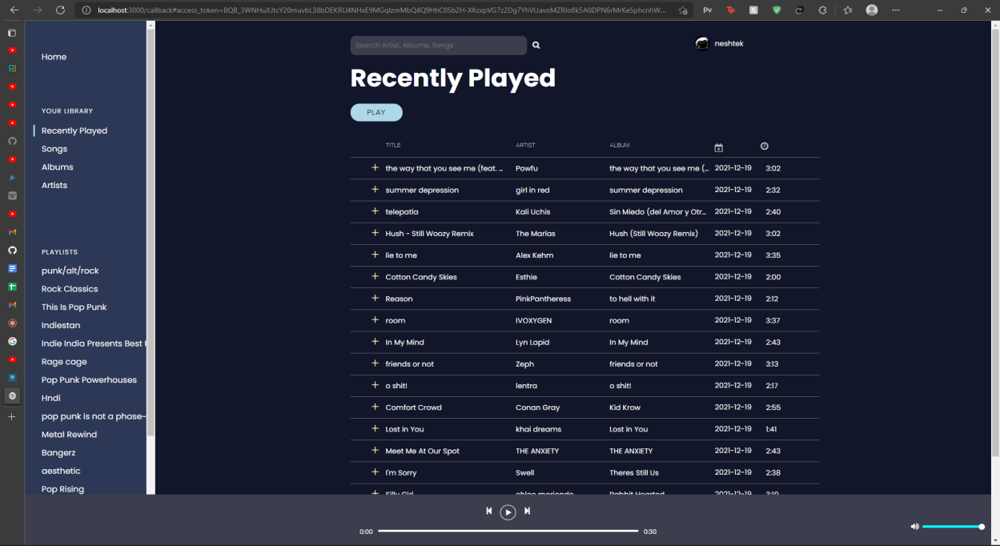 localhost:3000/callback#access_token=BQB_3WNHuXJtcY20muvbL38bDEKRU4NHxE9MGqlzmMbQ4Q9HhC0Sb2H-XKcxpVG7z2Dg7YhVUavoMZRIo8k5A0DPN6rMrKe5phcnhW...
Home
YOUR LIBRARY
Recently Played
Songs
Albums
Artists
PLAYLISTS
punk/alt/rock
Rock Classics
This Is Pop Punk
Indiestan
Indie India Presents Best
Rage cage
Pop Punk Powerhouses
Hndi
pop punk is not a phase~
Metal Rewind
Bangerz
aesthetic
Pop Rising
Search Artist, Albums, Songs
neshtek
Recently Played
PLAY
TITLE ARTIST ALBUM
the way that you see me (feat. ... Powfu the way that you see me (... 2021-12-19 3:02
summer depression girl in red summer depression 2021-12-19 2:32
telepatía Kali Uchis Sin Miedo (del Amor y Otr... 2021-12-19 2:40
Hush - Still Woozy Remix The Marías Hush (Still Woozy Remix) 2021-12-19 3:02
lie to me Alex Kehm lie to me 2021-12-19 3:35
Cotton Candy Skies Esthie Cotton Candy Skies 2021-12-19 2:00
Reason PinkPantheress to hell with it 2021-12-19 2:12
room IVOXYGEN room 2021-12-19 3:37
In My Mind Lyn Lapid In My Mind 2021-12-19 2:43
friends or not Zeph friends or not 2021-12-19 3:13
o shit! lentra o shit! 2021-12-19 2:17
Comfort Crowd Conan Gray Kid Krow 2021-12-19 2:55
Lost in You khai dreams Lost in You 2021-12-19 1:41
Meet Me At Our Spot THE ANXIETY THE ANXIETY 2021-12-19 2:43
I'm Sorry Swell Theres Still Us 2021-12-19 2:38
Silly Girl chloe moriondo Rabbit Hearted 2021-12-19 3:19
0:00 0:30